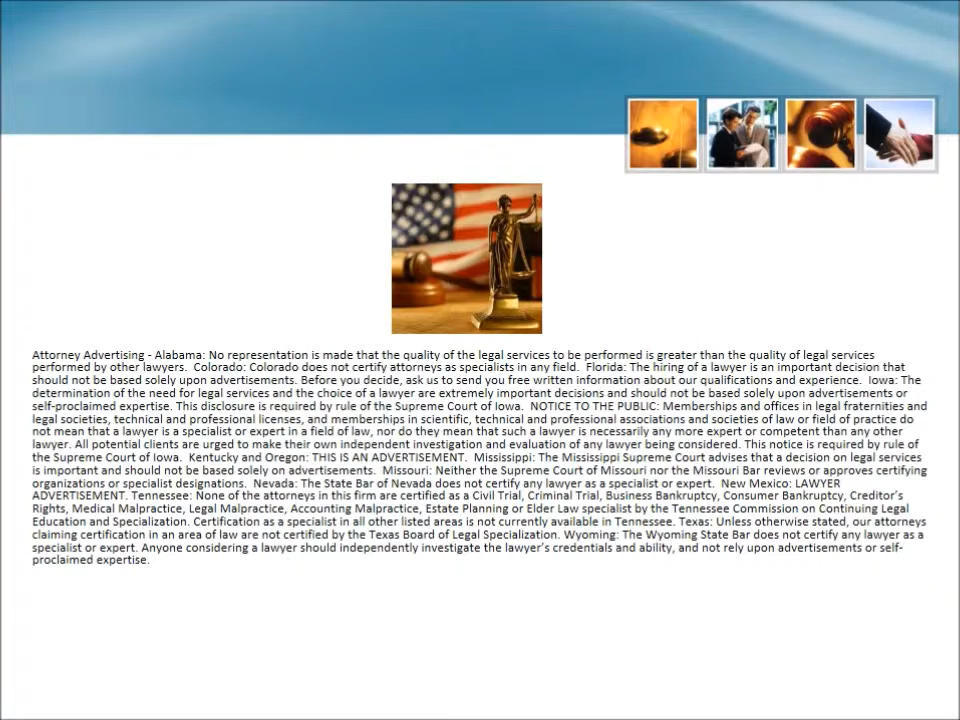 Attorney Advertising - Alabama: No representation is made that the quality of the legal services to be performed is greater than the quality of legal services
performed by other lawyers.  Colorado: Colorado does not certify attorneys as specialists in any field.  Florida: The hiring of a lawyer is an important decision that
should not be based solely upon advertisements. Before you decide, ask us to send you free written information about our qualifications and experience.  Iowa: The
determination of the need for legal services and the choice of a lawyer are extremely important decisions and should not be based solely upon advertisements or
self-proclaimed expertise. This disclosure is required by rule of the Supreme Court of Iowa.  NOTICE TO THE PUBLIC: Memberships and offices in legal fraternities and
legal societies, technical and professional licenses, and memberships in scientific, technical and professional associations and societies of law or field of practice do
not mean that a lawyer is a specialist or expert in a field of law, nor do they mean that such a lawyer is necessarily any more expert or competent than any other
lawyer. All potential clients are urged to make their own independent investigation and evaluation of any lawyer being considered. This notice is required by rule of
the Supreme Court of Iowa.  Kentucky and Oregon: THIS IS AN ADVERTISEMENT.  Mississippi: The Mississippi Supreme Court advises that a decision on legal services
is important and should not be based solely on advertisements.  Missouri: Neither the Supreme Court of Missouri nor the Missouri Bar reviews or approves certifying
organizations or specialist designations.  Nevada: The State Bar of Nevada does not certify any lawyer as a specialist or expert.  New Mexico: LAWYER
ADVERTISEMENT. Tennessee: None of the attorneys in this firm are certified as a Civil Trial, Criminal Trial, Business Bankruptcy, Consumer Bankruptcy, Creditor's
Rights, Medical Malpractice, Legal Malpractice, Accounting Malpractice, Estate Planning or Elder Law specialist by the Tennessee Commission on Continuing Legal
Education and Specialization. Certification as a specialist in all other listed areas is not currently available in Tennessee. Texas: Unless otherwise stated, our attorneys
claiming certification in an area of law are not certified by the Texas Board of Legal Specialization. Wyoming: The Wyoming State Bar does not certify any lawyer as a
specialist or expert. Anyone considering a lawyer should independently investigate the lawyer's credentials and ability, and not rely upon advertisements or self-
proclaimed expertise.